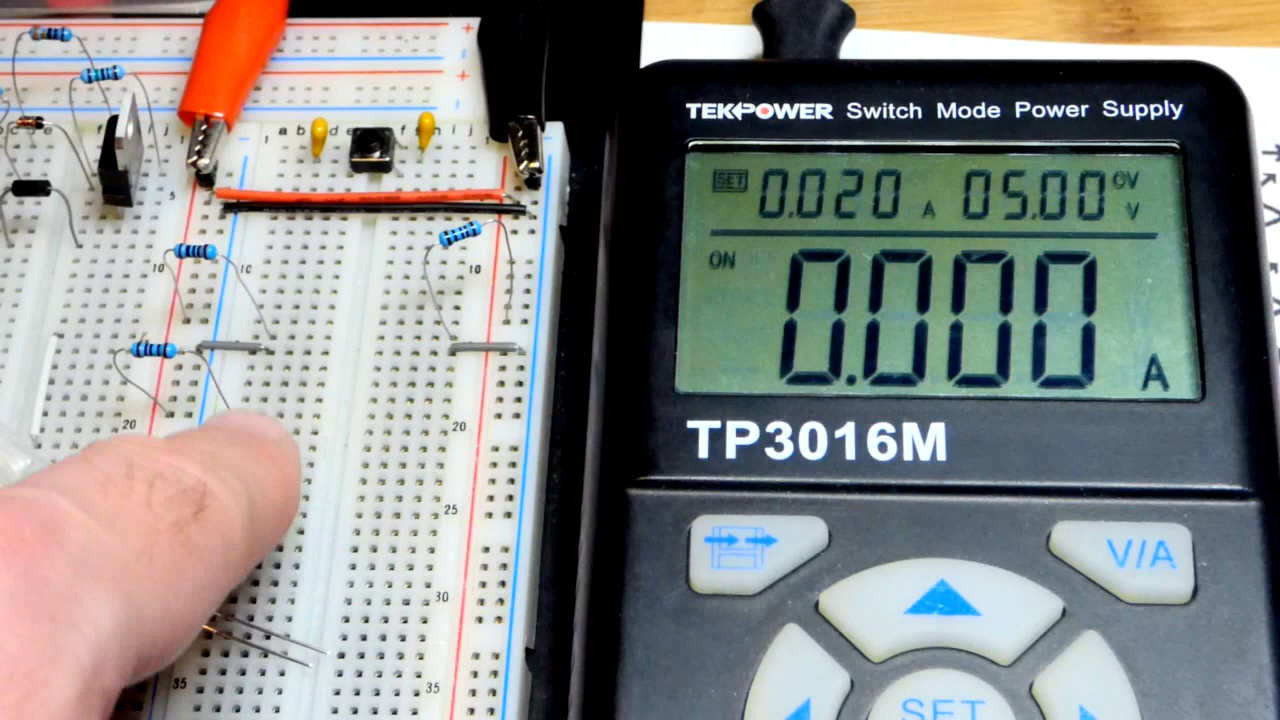 TEKPOWER Switch Mode Power Supply
SET 0.020 A 05.00 OV V
ON 0.000 A
TP3016M
V/A
SET
+
-
+
-
a b c d e f g h i j
5
10 10 10
20 20
25
30
35 35